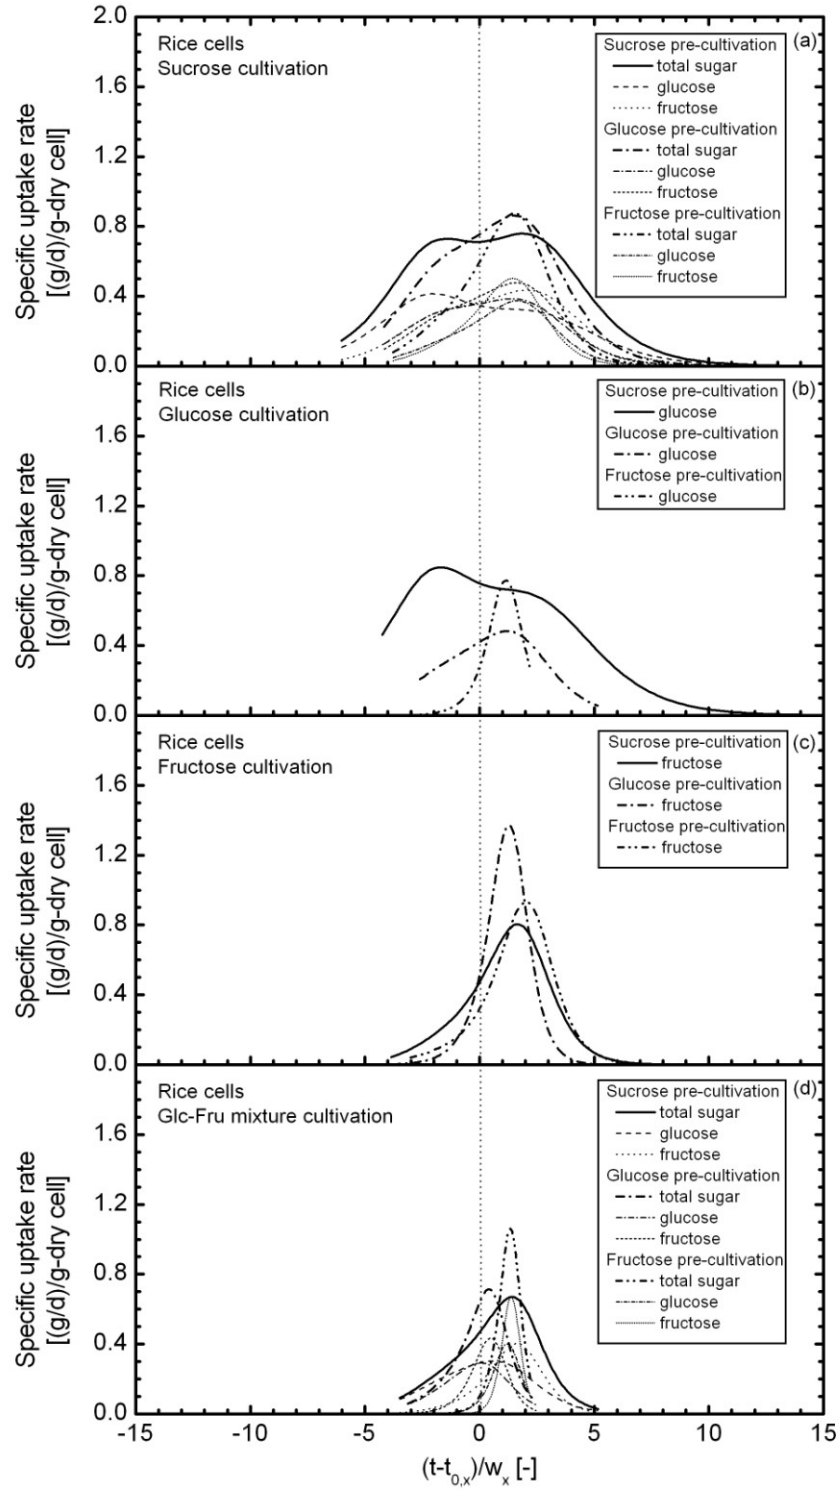 Rice cells
Sucrose cultivation
(a)
Sucrose pre-cultivation
total sugar
glucose
fructose
Glucose pre-cultivation
total sugar
glucose
fructose
Fructose pre-cultivation
total sugar
glucose
fructose
2.0
1.6
1.2
0.8
0.4
0.0
Specific uptake rate
[(g/d)/g-dry cell]
Rice cells
Glucose cultivation
(b)
Sucrose pre-cultivation
glucose
Glucose pre-cultivation
glucose
Fructose pre-cultivation
glucose
1.6
1.2
0.8
0.4
0.0
Specific uptake rate
[(g/d)/g-dry cell]
Rice cells
Fructose cultivation
(c)
Sucrose pre-cultivation
fructose
Glucose pre-cultivation
fructose
Fructose pre-cultivation
fructose
1.6
1.2
0.8
0.4
0.0
Specific uptake rate
[(g/d)/g-dry cell]
Rice cells
Glc-Fru mixture cultivation
(d)
Sucrose pre-cultivation
total sugar
glucose
fructose
Glucose pre-cultivation
total sugar
glucose
fructose
Fructose pre-cultivation
total sugar
glucose
fructose
1.6
1.2
0.8
0.4
0.0
Specific uptake rate
[(g/d)/g-dry cell]
-15 -10 -5 0 5 10 15
(t-t0,x)/wx [-]